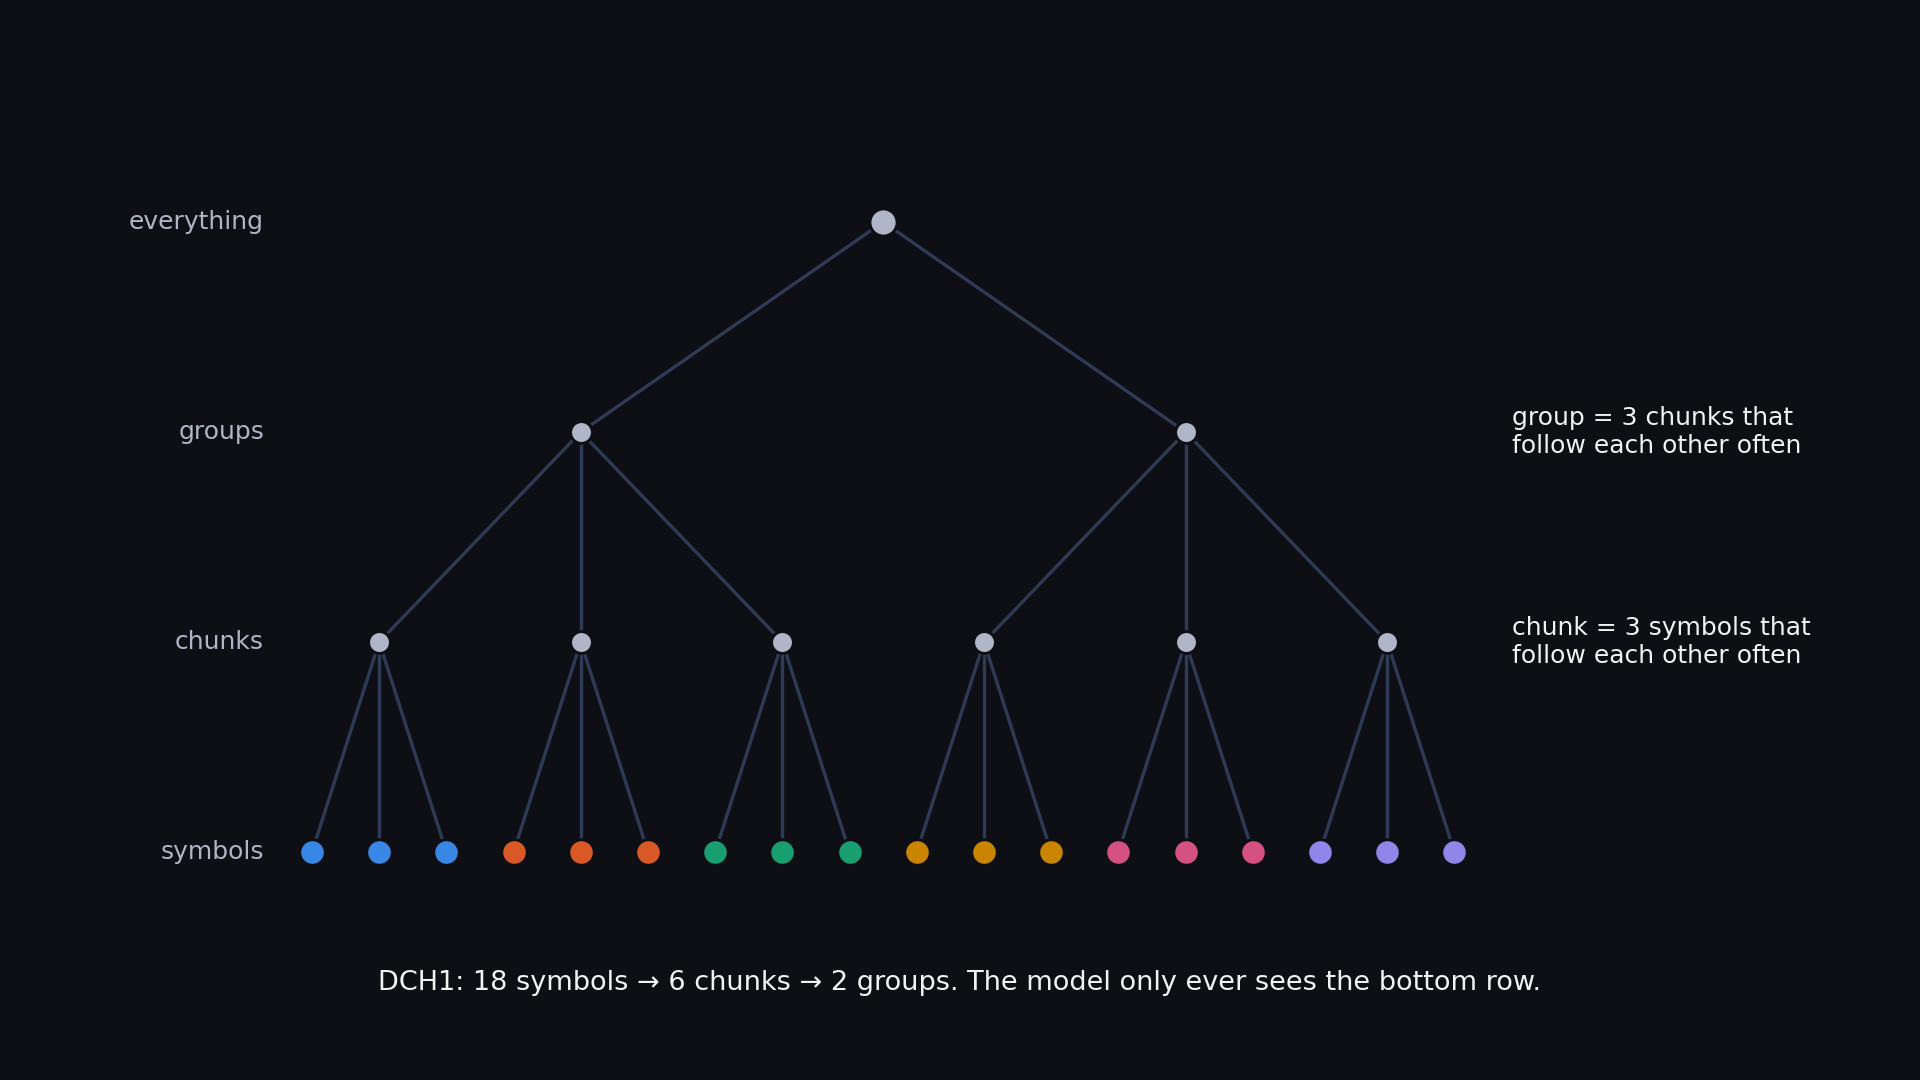 everything
groups
group = 3 chunks that
follow each other often
chunks
chunk = 3 symbols that
follow each other often
symbols
DCH1: 18 symbols → 6 chunks → 2 groups. The model only ever sees the bottom row.